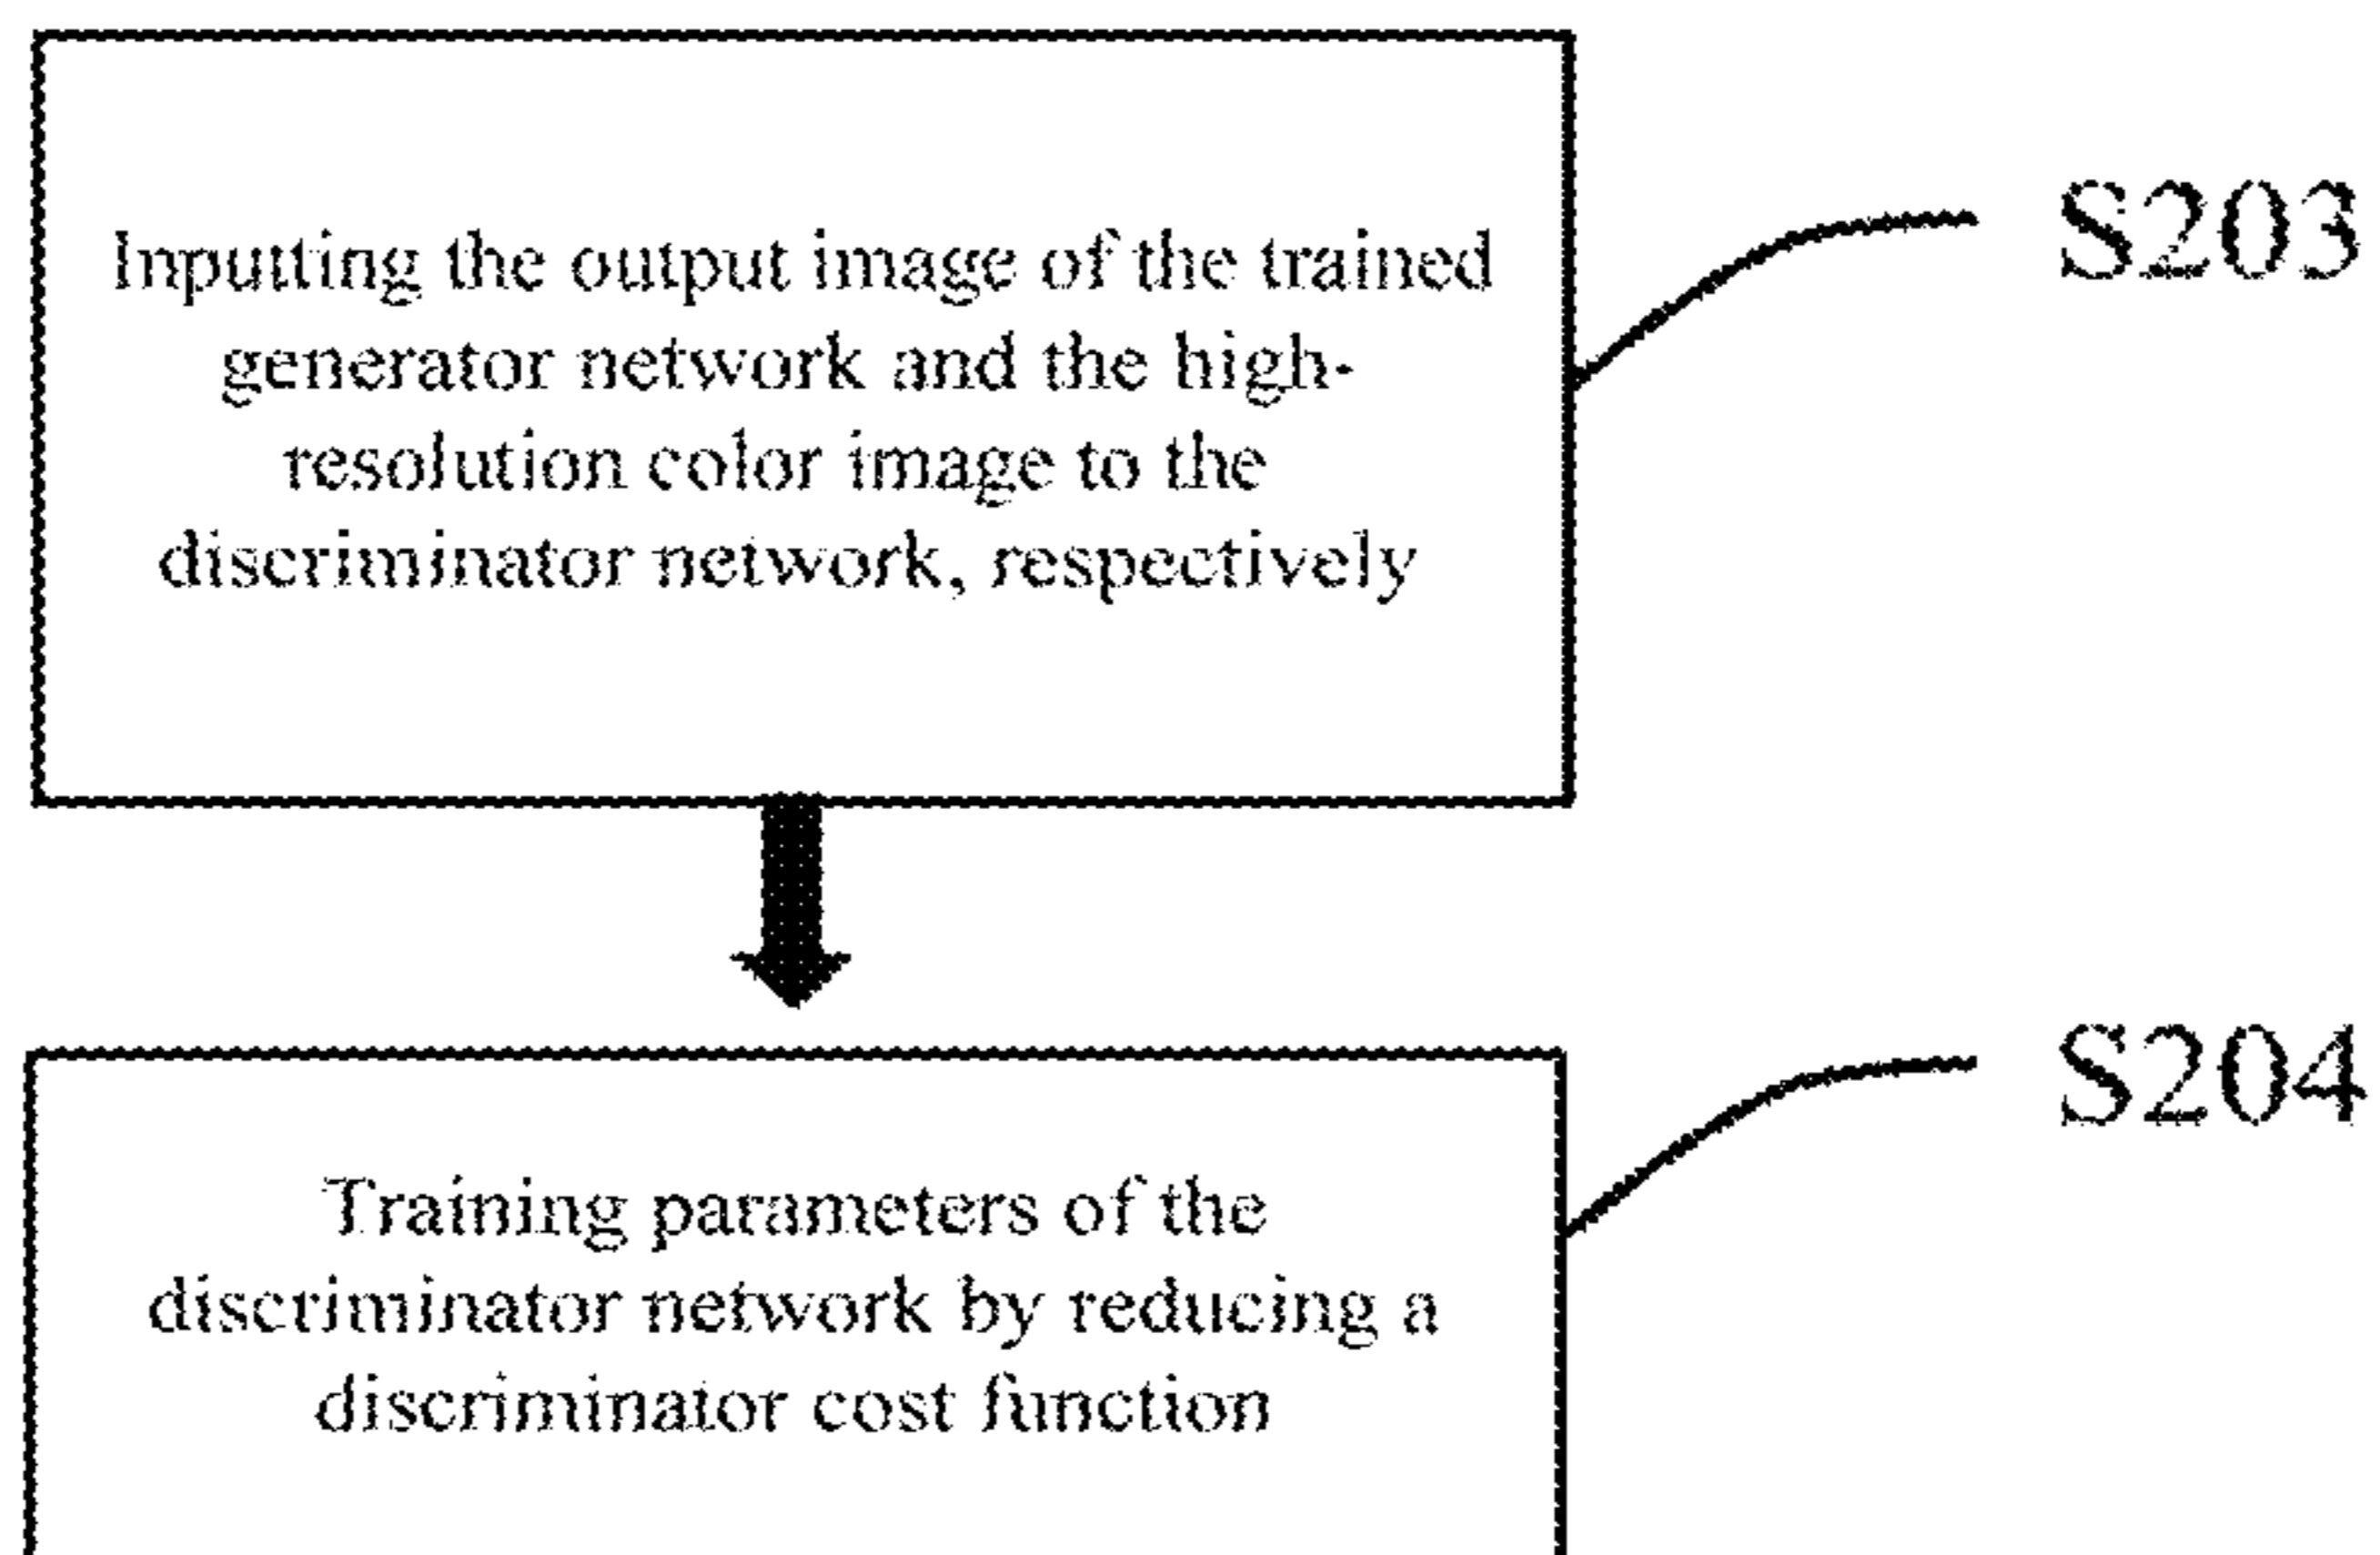 Inputting the output image of the trained
generator network and the high-
resolution color image to the
discriminator network, respectively
S203
Training parameters of the
discriminator network by reducing a
discriminator cost function
S204